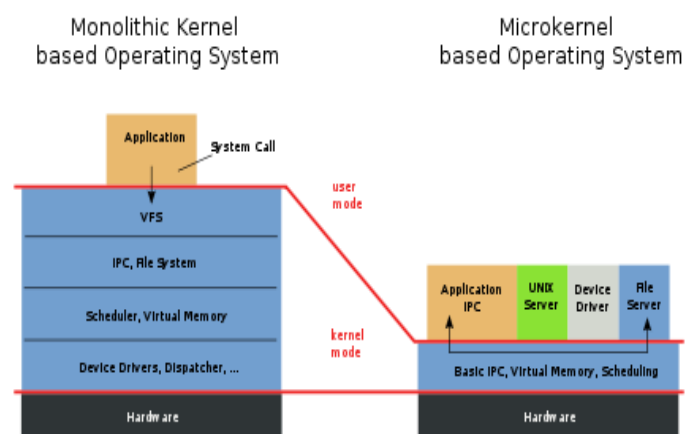 Monolithic Kernel
based Operating System
Microkernel
based Operating System
Application
System Call
user
mode
VFS
IPC, File System
Scheduler, Virtual Memory
kernel
mode
Device Drivers, Dispatcher, ...
Hardware
Application
IPC
UNIX
Server
Device
Driver
File
Server
Basic IPC, Virtual Memory, Scheduling
Hardware